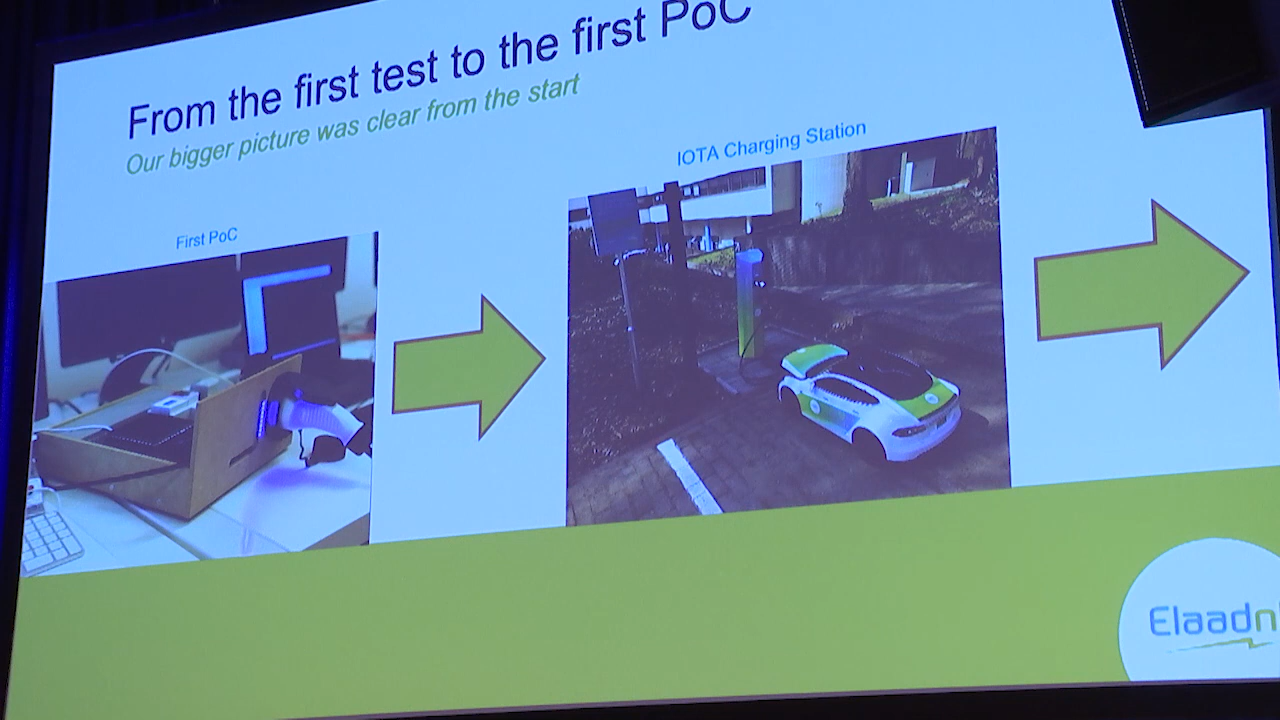 From the first test to the first PoC
Our bigger picture was clear from the start
First PoC
IOTA Charging Station
Elaadn